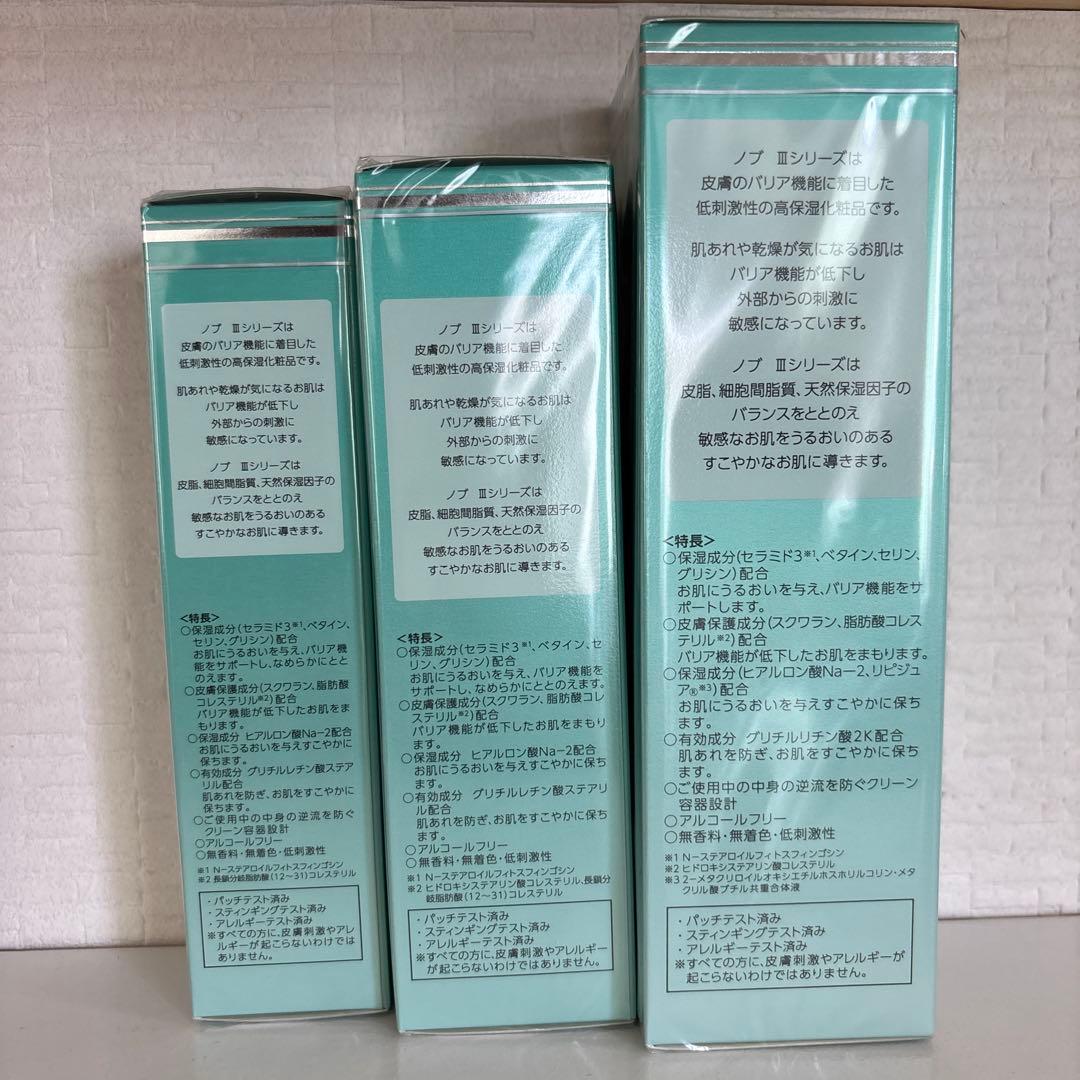 ノブ Ⅲシリーズは
皮膚のバリア機能に着目した
低刺激性の高保湿化粧品です。
肌あれや乾燥が気になるお肌は
バリア機能が低下し
外部からの刺激に
敏感になっています。
ノブ Ⅲシリーズは
皮脂、細胞間脂質、天然保湿因子の
バランスをととのえ
敏感なお肌をうるおいのある
すこやかなお肌に導きます。
<特長>
○保湿成分(セラミド3※1、ベタイン、
セリン、グリシン)配合
お肌にうるおいを与え、バリア機
能をサポートし、なめらかにとと
のえます。
○皮膚保護成分(スクワラン、脂肪酸
コレステリル※2)配合
バリア機能が低下したお肌をま
もります。
○保湿成分 ヒアルロン酸Na-2配合
お肌にうるおいを与えすこやかに
保ちます。
○有効成分 グリチルレチン酸ステア
リル配合
肌あれを防ぎ、お肌をすこやかに
保ちます。
○ご使用中の中身の逆流を防ぐ
クリーン容器設計
○アルコールフリー
○無香料・無着色・低刺激性
※1 N-ステアロイルフィトスフィンゴシン
※2 長鎖分岐脂肪酸(12〜31)コレステリル
・パッチテスト済み
・スティンギングテスト済み
・アレルギーテスト済み
※すべての方に、皮膚刺激やアレ
ルギーが起こらないわけでは
ありません。
ノブ Ⅲシリーズは
皮膚のバリア機能に着目した
低刺激性の高保湿化粧品です。
肌あれや乾燥が気になるお肌は
バリア機能が低下し
外部からの刺激に
敏感になっています。
ノブ Ⅲシリーズは
皮脂、細胞間脂質、天然保湿因子の
バランスをととのえ
敏感なお肌をうるおいのある
すこやかなお肌に導きます。
<特長>
○保湿成分(セラミド3※1、ベタイン、セ
リン、グリシン)配合
お肌にうるおいを与え、バリア機能を
サポートし、なめらかにととのえます。
○皮膚保護成分(スクワラン、脂肪酸コレ
ステリル※2)配合
バリア機能が低下したお肌をまもり
ます。
○保湿成分 ヒアルロン酸Na-2配合
お肌にうるおいを与えすこやかに保ち
ます。
○有効成分 グリチルレチン酸ステアリ
ル配合
肌あれを防ぎ、お肌をすこやかに保ち
ます。
○アルコールフリー
○無香料・無着色・低刺激性
※1 N-ステアロイルフィトスフィンゴシン
※2 ヒドロキシステアリン酸コレステリル、長鎖分
岐脂肪酸(12〜31)コレステリル
・パッチテスト済み
・スティンギングテスト済み
・アレルギーテスト済み
※すべての方に、皮膚刺激やアレルギー
が起こらないわけではありません。
ノブ Ⅲシリーズは
皮膚のバリア機能に着目した
低刺激性の高保湿化粧品です。
肌あれや乾燥が気になるお肌は
バリア機能が低下し
外部からの刺激に
敏感になっています。
ノブ Ⅲシリーズは
皮脂、細胞間脂質、天然保湿因子の
バランスをととのえ
敏感なお肌をうるおいのある
すこやかなお肌に導きます。
<特長>
○保湿成分(セラミド3※1、ベタイン、セリン、
グリシン)配合
お肌にうるおいを与え、バリア機能をサ
ポートします。
○皮膚保護成分(スクワラン、脂肪酸コレス
テリル※2)配合
バリア機能が低下したお肌をまもります。
○保湿成分(ヒアルロン酸Na-2、リピジュ
ア®※3)配合
お肌にうるおいを与えすこやかに保ち
ます。
○有効成分 グリチルリチン酸2K配合
肌あれを防ぎ、お肌をすこやかに保ち
ます。
○ご使用中の中身の逆流を防ぐクリーン
容器設計
○アルコールフリー
○無香料・無着色・低刺激性
※1 N-ステアロイルフィトスフィンゴシン
※2 ヒドロキシステアリン酸コレステリル
※3 2-メタクリロイルオキシエチルホスホリルコリン・メタ
クリル酸ブチル共重合体液
・パッチテスト済み
・スティンギングテスト済み
・アレルギーテスト済み
※すべての方に、皮膚刺激やアレルギーが
起こらないわけではありません。